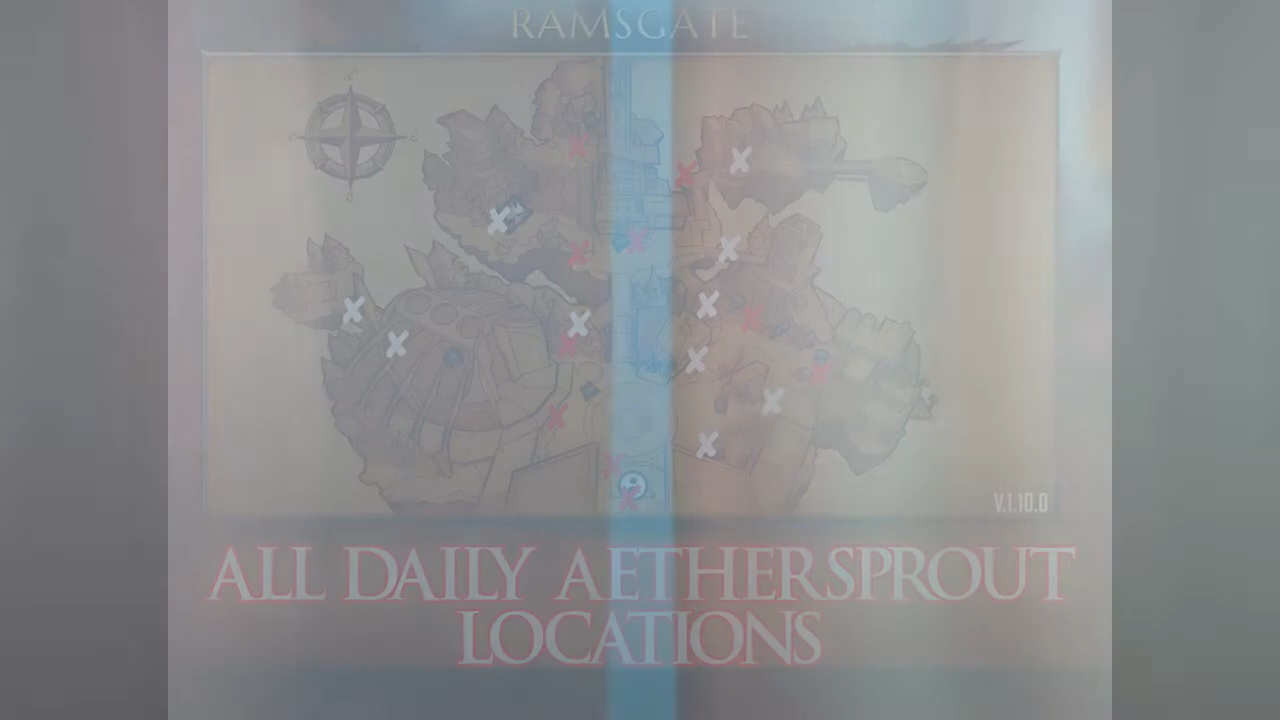 RAMSGATE
V.1.10.0
ALL DAILY AETHERSPROUT
LOCATIONS